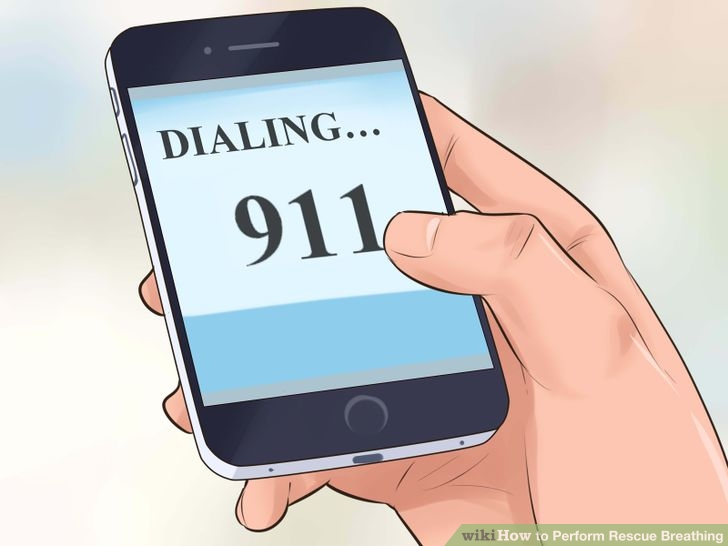 DIALING...
911
wikiHow to Perform Rescue Breathing